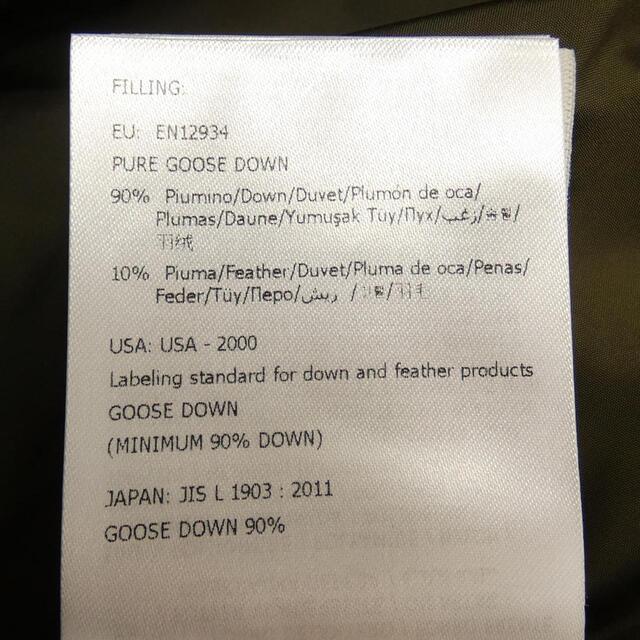 FILLING:
EU: EN12934
PURE GOOSE DOWN
90% Piumino/Down/Duvet/Plumón de oca/
Plumas/Daune/Yumuşak Tüy/Пух/زغب/
羽绒
10% Piuma/Feather/Duvet/Pluma de oca/Penas/
Feder/Tüy/Перо/ريش /羽毛
USA: USA - 2000
Labeling standard for down and feather products
GOOSE DOWN
(MINIMUM 90% DOWN)
JAPAN: JIS L 1903 : 2011
GOOSE DOWN 90%